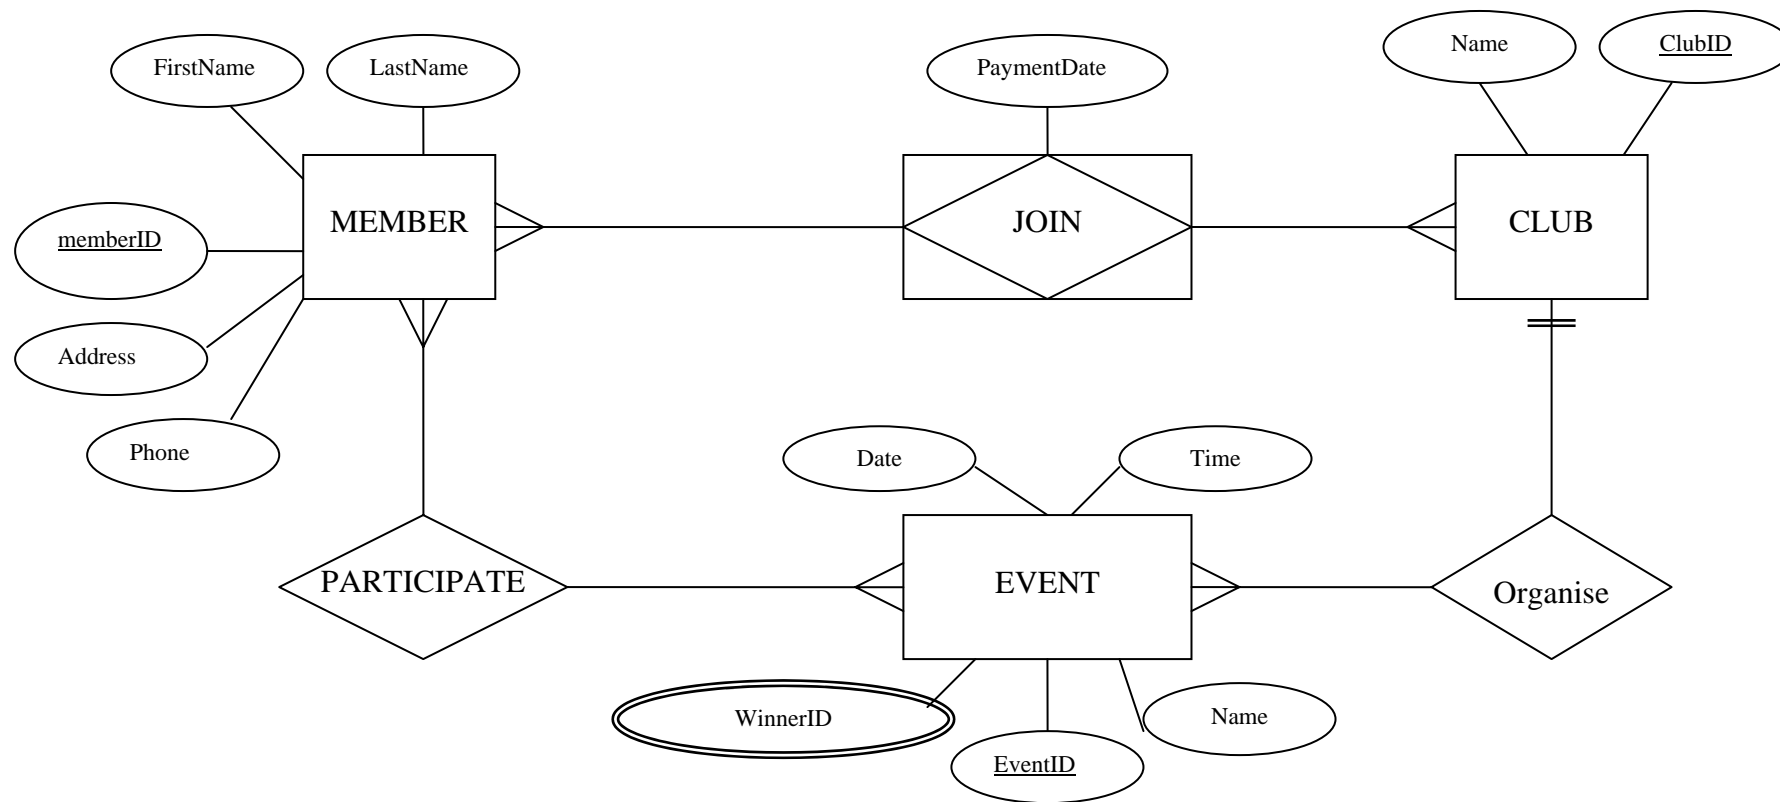 Name
ClubID
FirstName
LastName
PaymentDate
MEMBER
JOIN
CLUB
memberID
Address
Phone
Date
Time
PARTICIPATE
EVENT
Organise
WinnerID
Name
EventID